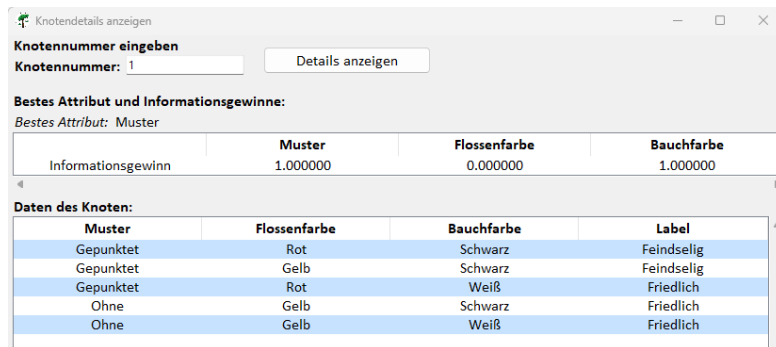 Knotendetails anzeigen
Knotennummer eingeben
Knotennummer: 1 Details anzeigen
Bestes Attribut und Informationsgewinne:
Bestes Attribut: Muster
Muster Flossenfarbe Bauchfarbe
Informationsgewinn 1.000000 0.000000 1.000000
Daten des Knoten:
Muster Flossenfarbe Bauchfarbe Label
Gepunktet Rot Schwarz Feindselig
Gepunktet Gelb Schwarz Feindselig
Gepunktet Rot Weiß Friedlich
Ohne Gelb Schwarz Friedlich
Ohne Gelb Weiß Friedlich